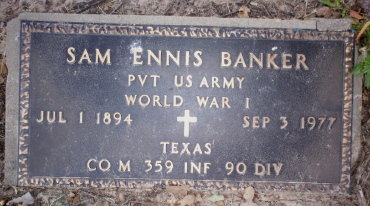 SAM ENNIS BANKER
PVT US ARMY
WORLD WAR I
JUL 1 1894 SEP 3 1977
TEXAS
CO M 359 INF 90 DIV